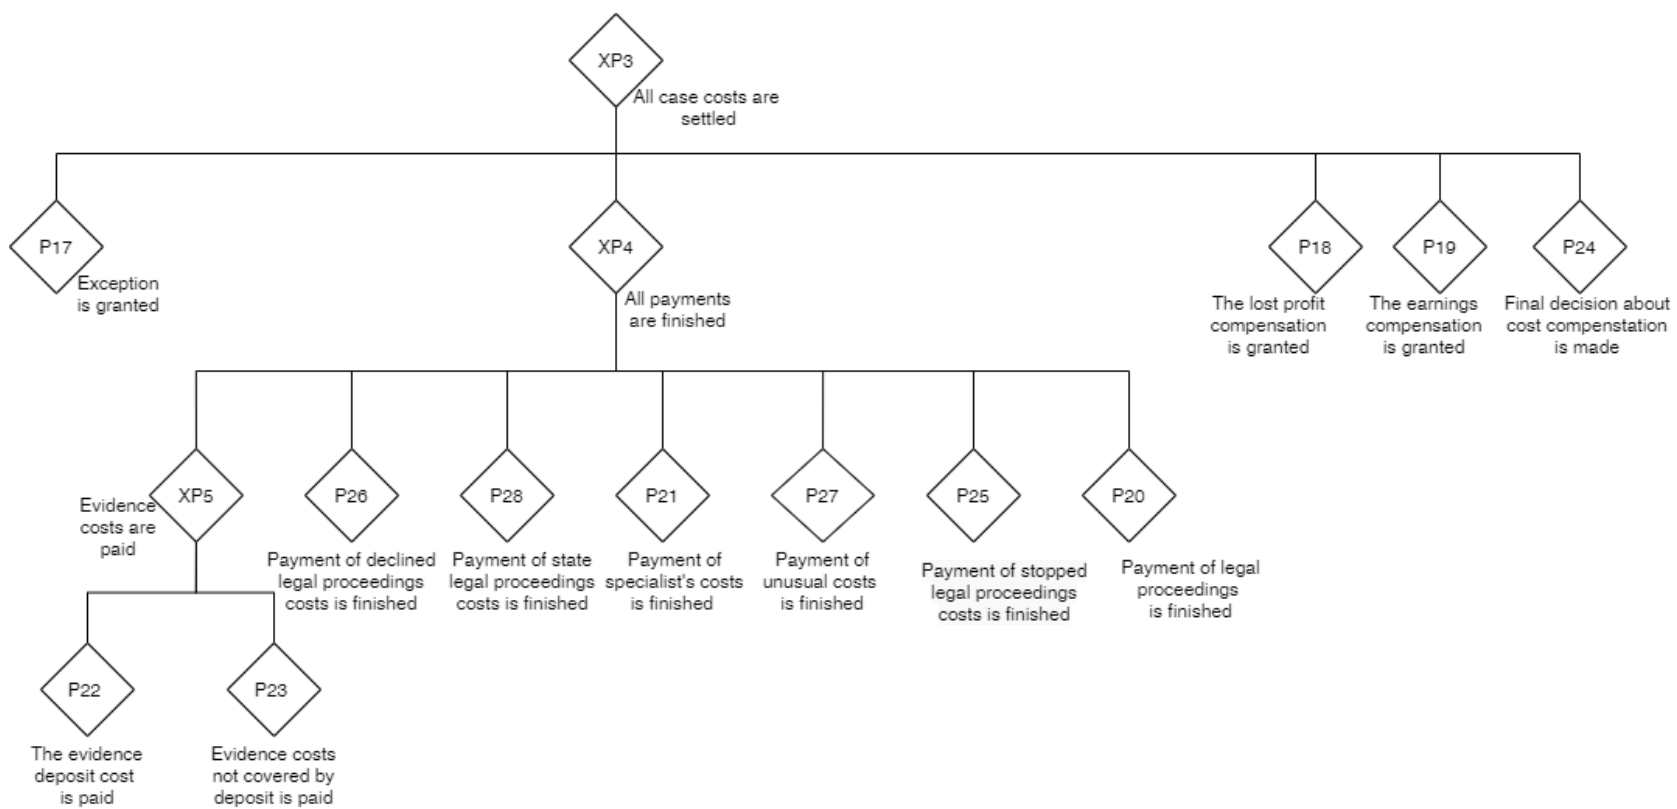 XP3
All case costs are
settled
P17
Exception
is granted
XP4
All payments
are finished
P18
The lost profit
compensation
is granted
P19
The earnings
compensation
is granted
P24
Final decision about
cost compenstation
is made
XP5
Evidence
costs are
paid
P26
Payment of declined
legal proceedings
costs is finished
P28
Payment of state
legal proceedings
costs is finished
P21
Payment of
specialist's costs
is finished
P27
Payment of
unusual costs
is finished
P25
Payment of stopped
legal proceedings
costs is finished
P20
Payment of legal
proceedings
is finished
P22
The evidence
deposit cost
is paid
P23
Evidence costs
not covered by
deposit is paid